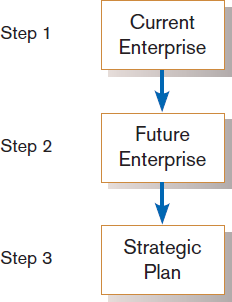 Step 1
Current
Enterprise
Step 2
Future
Enterprise
Step 3
Strategic
Plan